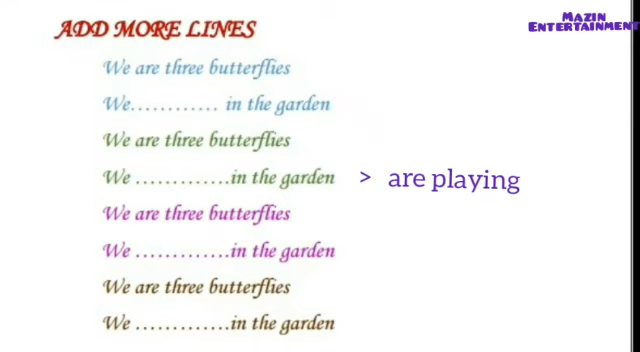 ADD MORE LINES
MAZIN
ENTERTAINMENT
We are three butterflies
We............ in the garden
We are three butterflies
We .............in the garden > are playing
We are three butterflies
We .............in the garden
We are three butterflies
We .............in the garden